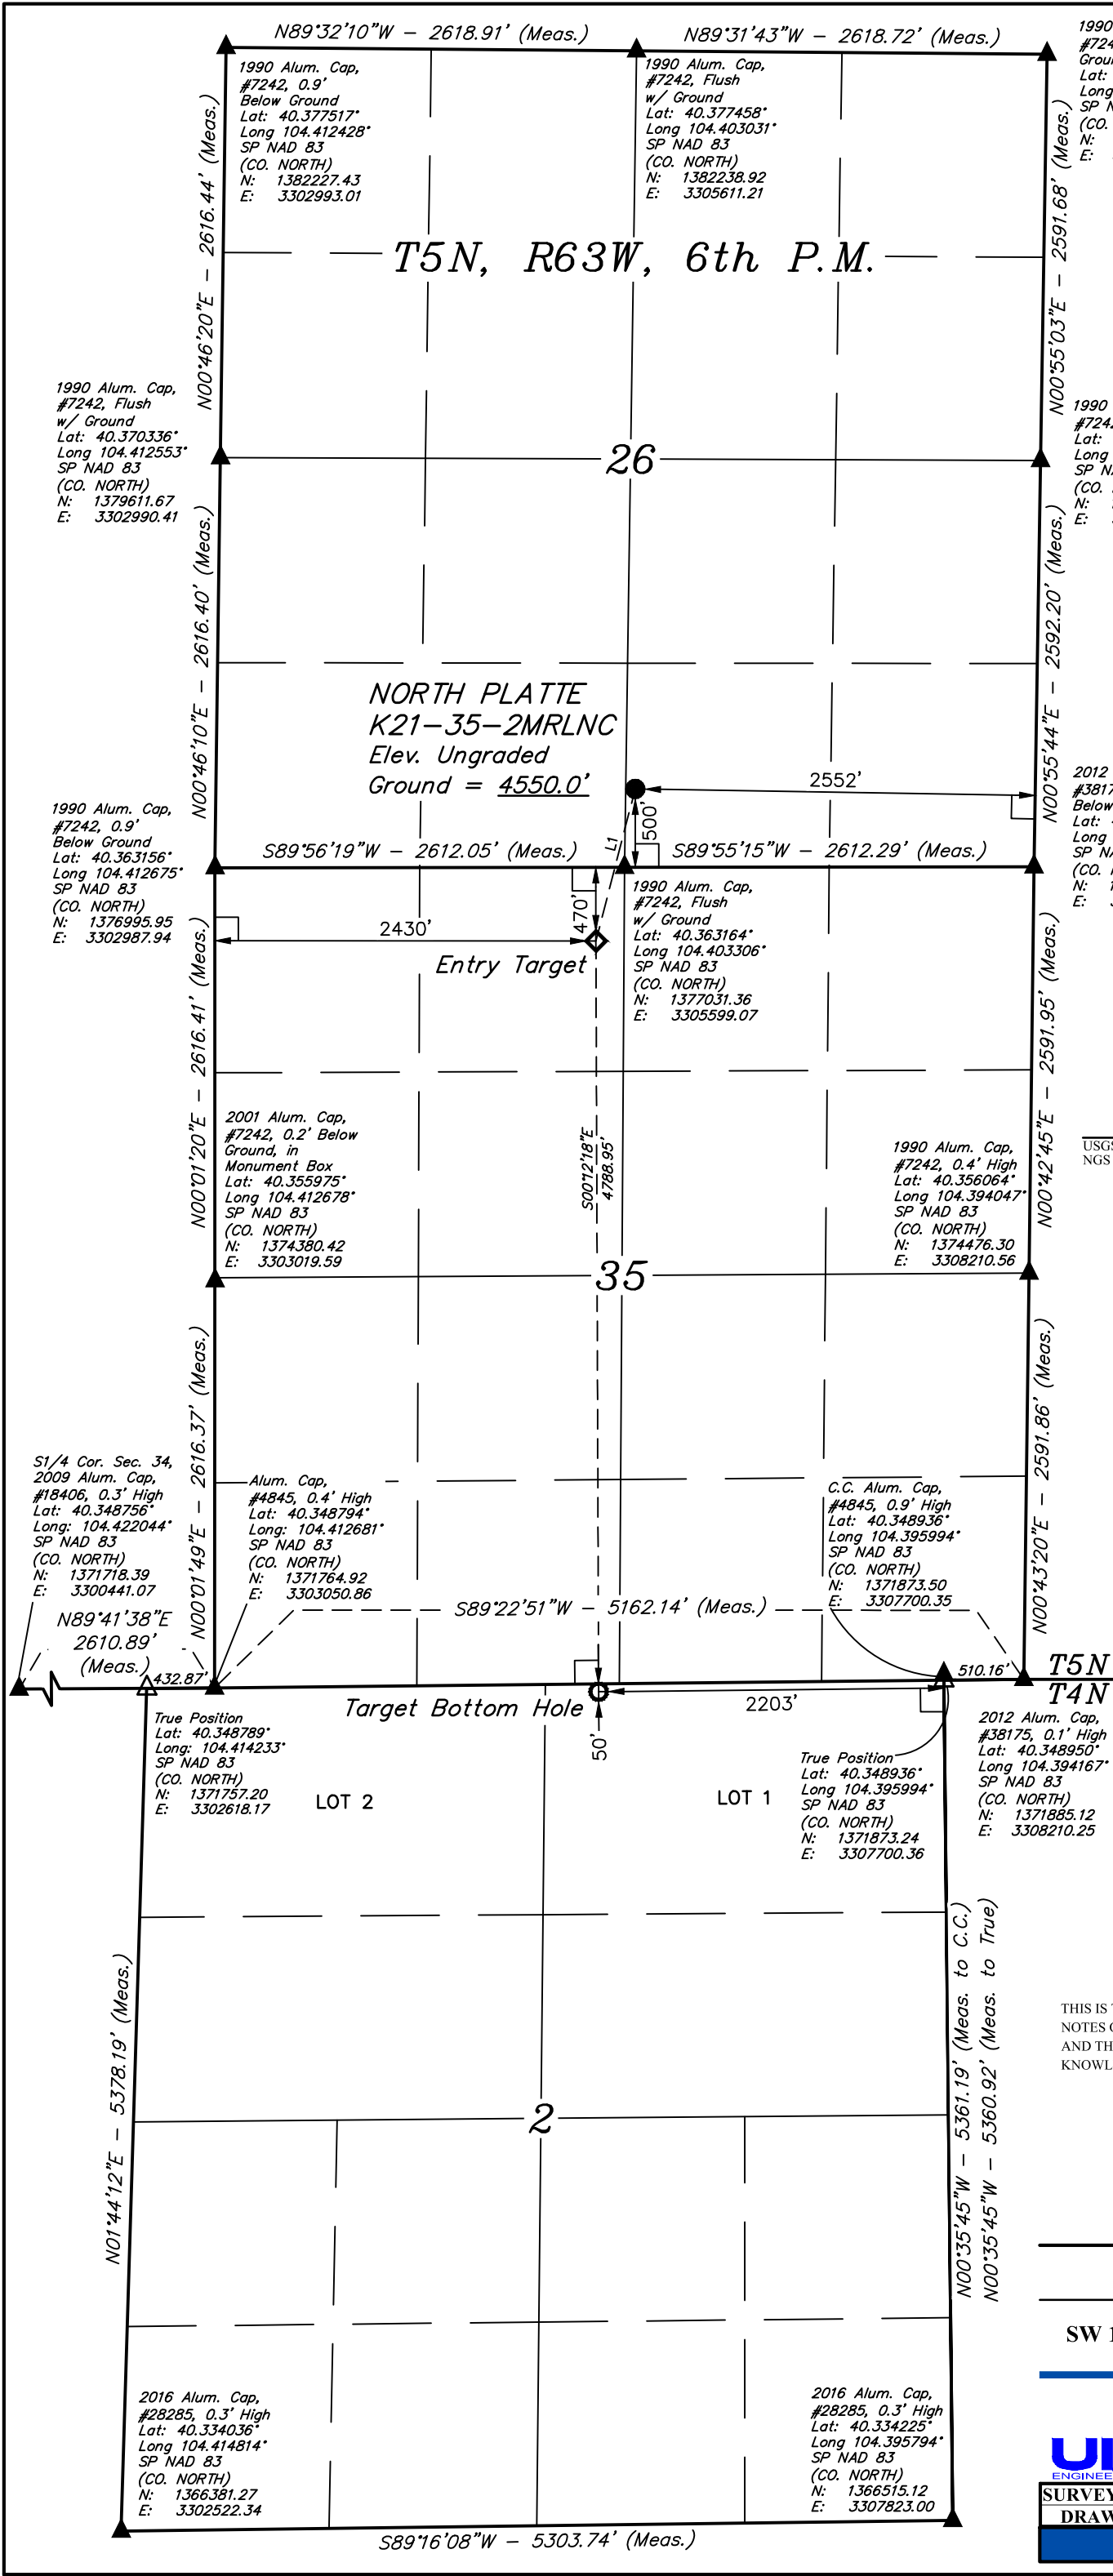 N89°32'10"W - 2618.91' (Meas.)
N89°31'43"W - 2618.72' (Meas.)
1990 Alum. Cap,
#7242, 0.9'
Below Ground
Lat: 40.377517°
Long 104.412428°
SP NAD 83
(CO. NORTH)
N: 1382227.43
E: 3302993.01
1990 Alum. Cap,
#7242, Flush
w/ Ground
Lat: 40.377458°
Long 104.403031°
SP NAD 83
(CO. NORTH)
N: 1382238.92
E: 3305611.21
1990
Lat:
Long
(CO.
N:
E:
N00°46'20"E - 2616.44' (Meas.)
N00°55'03"E - 2591.68' (Meas.)
T5N, R63W, 6th P.M.
1990 Alum. Cap,
#7242, Flush
w/ Ground
Lat: 40.370336°
Long 104.412553°
SP NAD 83
(CO. NORTH)
N: 1379611.67
E: 3302990.41
26
1990
Lat:
Long
(CO.
N:
E:
N00°46'10"E - 2616.40' (Meas.)
N00°55'44"E - 2592.20' (Meas.)
NORTH PLATTE
K21-35-2MRLNC
Elev. Ungraded
Ground = 4550.0'
2552'
500'
L1
1990 Alum. Cap,
#7242, 0.9'
Below Ground
Lat: 40.363156°
Long 104.412675°
SP NAD 83
(CO. NORTH)
N: 1376995.95
E: 3302987.94
2012
Below
Lat:
Long
(CO.
N:
E:
S89°56'19"W - 2612.05' (Meas.)
S89°55'15"W - 2612.29' (Meas.)
1990 Alum. Cap,
#7242, Flush
w/ Ground
Lat: 40.363164°
Long 104.403306°
SP NAD 83
(CO. NORTH)
N: 1377031.36
E: 3305599.07
470'
2430'
Entry Target
N00°01'20"E - 2616.41' (Meas.)
N00°42'45"E - 2591.95' (Meas.)
2001 Alum. Cap,
#7242, 0.2' Below
Ground, in
Monument Box
Lat: 40.355975°
Long 104.412678°
SP NAD 83
(CO. NORTH)
N: 1374380.42
E: 3303019.59
S00°12'18"E
4788.95'
1990 Alum. Cap,
#7242, 0.4' High
Lat: 40.356064°
Long 104.394047°
SP NAD 83
(CO. NORTH)
N: 1374476.30
E: 3308210.56
NGS
35
N00°01'49"E - 2616.37' (Meas.)
N00°43'20"E - 2591.86' (Meas.)
S1/4 Cor. Sec. 34,
2009 Alum. Cap,
#18406, 0.3' High
Lat: 40.348756°
Long: 104.422044°
SP NAD 83
(CO. NORTH)
N: 1371718.39
E: 3300441.07
Alum. Cap,
#4845, 0.4' High
Lat: 40.348794°
Long: 104.412681°
SP NAD 83
(CO. NORTH)
N: 1371764.92
E: 3303050.86
C.C. Alum. Cap,
#4845, 0.9' High
Lat: 40.348936°
Long 104.395994°
SP NAD 83
(CO. NORTH)
N: 1371873.50
E: 3307700.35
N89°41'38"E
2610.89'
(Meas.)
S89°22'51"W - 5162.14' (Meas.)
432.87'
510.16'
T5N
T4N
Target Bottom Hole
2203'
50'
True Position
Lat: 40.348789°
Long: 104.414233°
SP NAD 83
(CO. NORTH)
N: 1371757.20
E: 3302618.17
LOT 2
LOT 1
True Position
Lat: 40.348936°
Long 104.395994°
SP NAD 83
(CO. NORTH)
N: 1371873.24
E: 3307700.36
2012 Alum. Cap,
#38175, 0.1' High
Lat: 40.348950°
Long 104.394167°
SP NAD 83
(CO. NORTH)
N: 1371885.12
E: 3308210.25
N01°44'12"E - 5378.19' (Meas.)
N00°35'45"W - 5361.19' (Meas. to C.C.)
N00°35'45"W - 5360.92' (Meas. to True)
THIS IS
NOTES
AND
2
SW
2016 Alum. Cap,
#28285, 0.3' High
Lat: 40.334036°
Long 104.414814°
SP NAD 83
(CO. NORTH)
N: 1366381.27
E: 3302522.34
2016 Alum. Cap,
#28285, 0.3' High
Lat: 40.334225°
Long 104.395794°
SP NAD 83
(CO. NORTH)
N: 1366515.12
E: 3307823.00
S89°16'08"W - 5303.74' (Meas.)